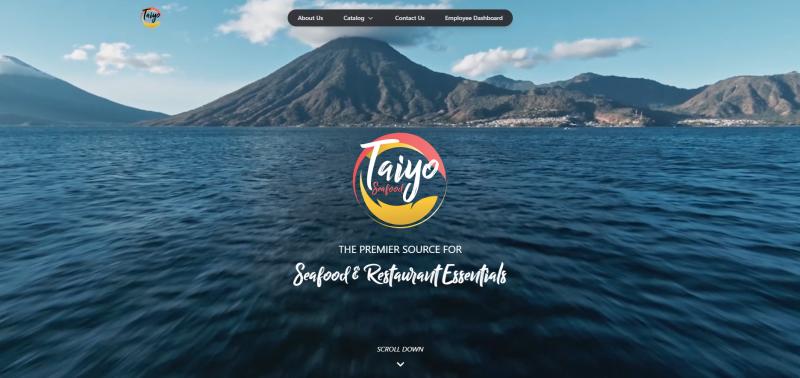 Taiyo
About Us
Catalog
Contact Us
Employee Dashboard
Taiyo
Seafood
THE PREMIER SOURCE FOR
Seafood & Restaurant Essentials
SCROLL DOWN